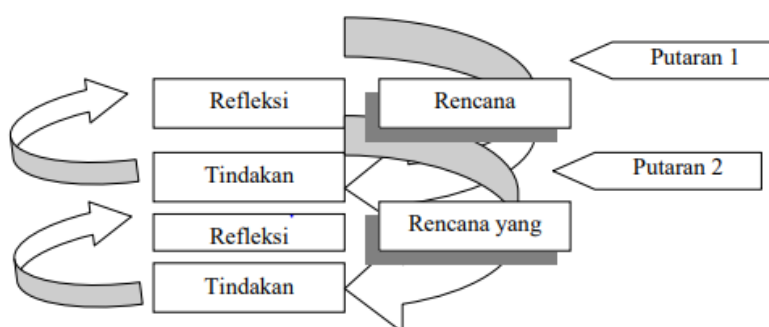 Putaran 1
Refleksi
Rencana
Tindakan
Putaran 2
Refleksi
Rencana yang
Tindakan